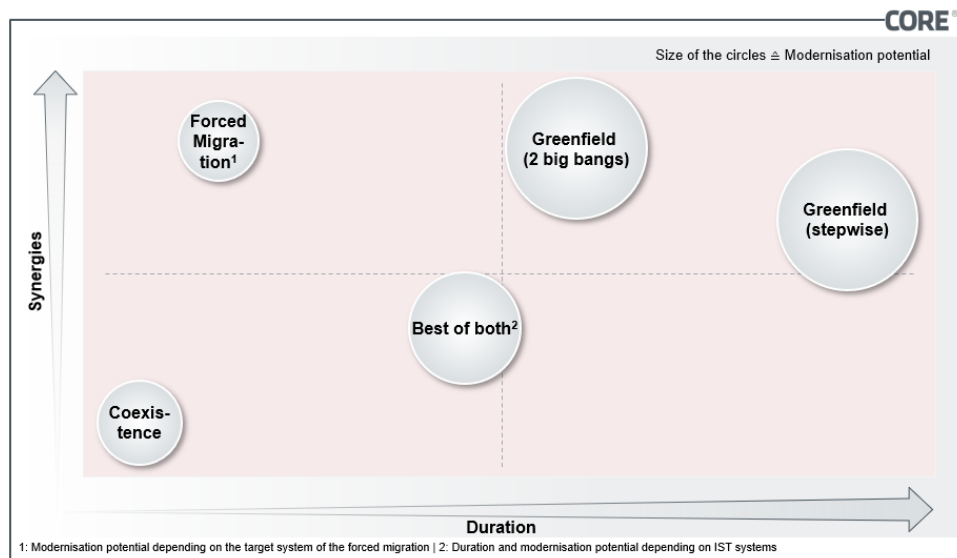 CORE®
Size of the circles ≙ Modernisation potential
Forced
Migra-
tion¹
Greenfield
(2 big bangs)
Greenfield
(stepwise)
Synergies
Best of both²
Coexis-
tence
Duration
1: Modernisation potential depending on the target system of the forced migration | 2: Duration and modernisation potential depending on IST systems